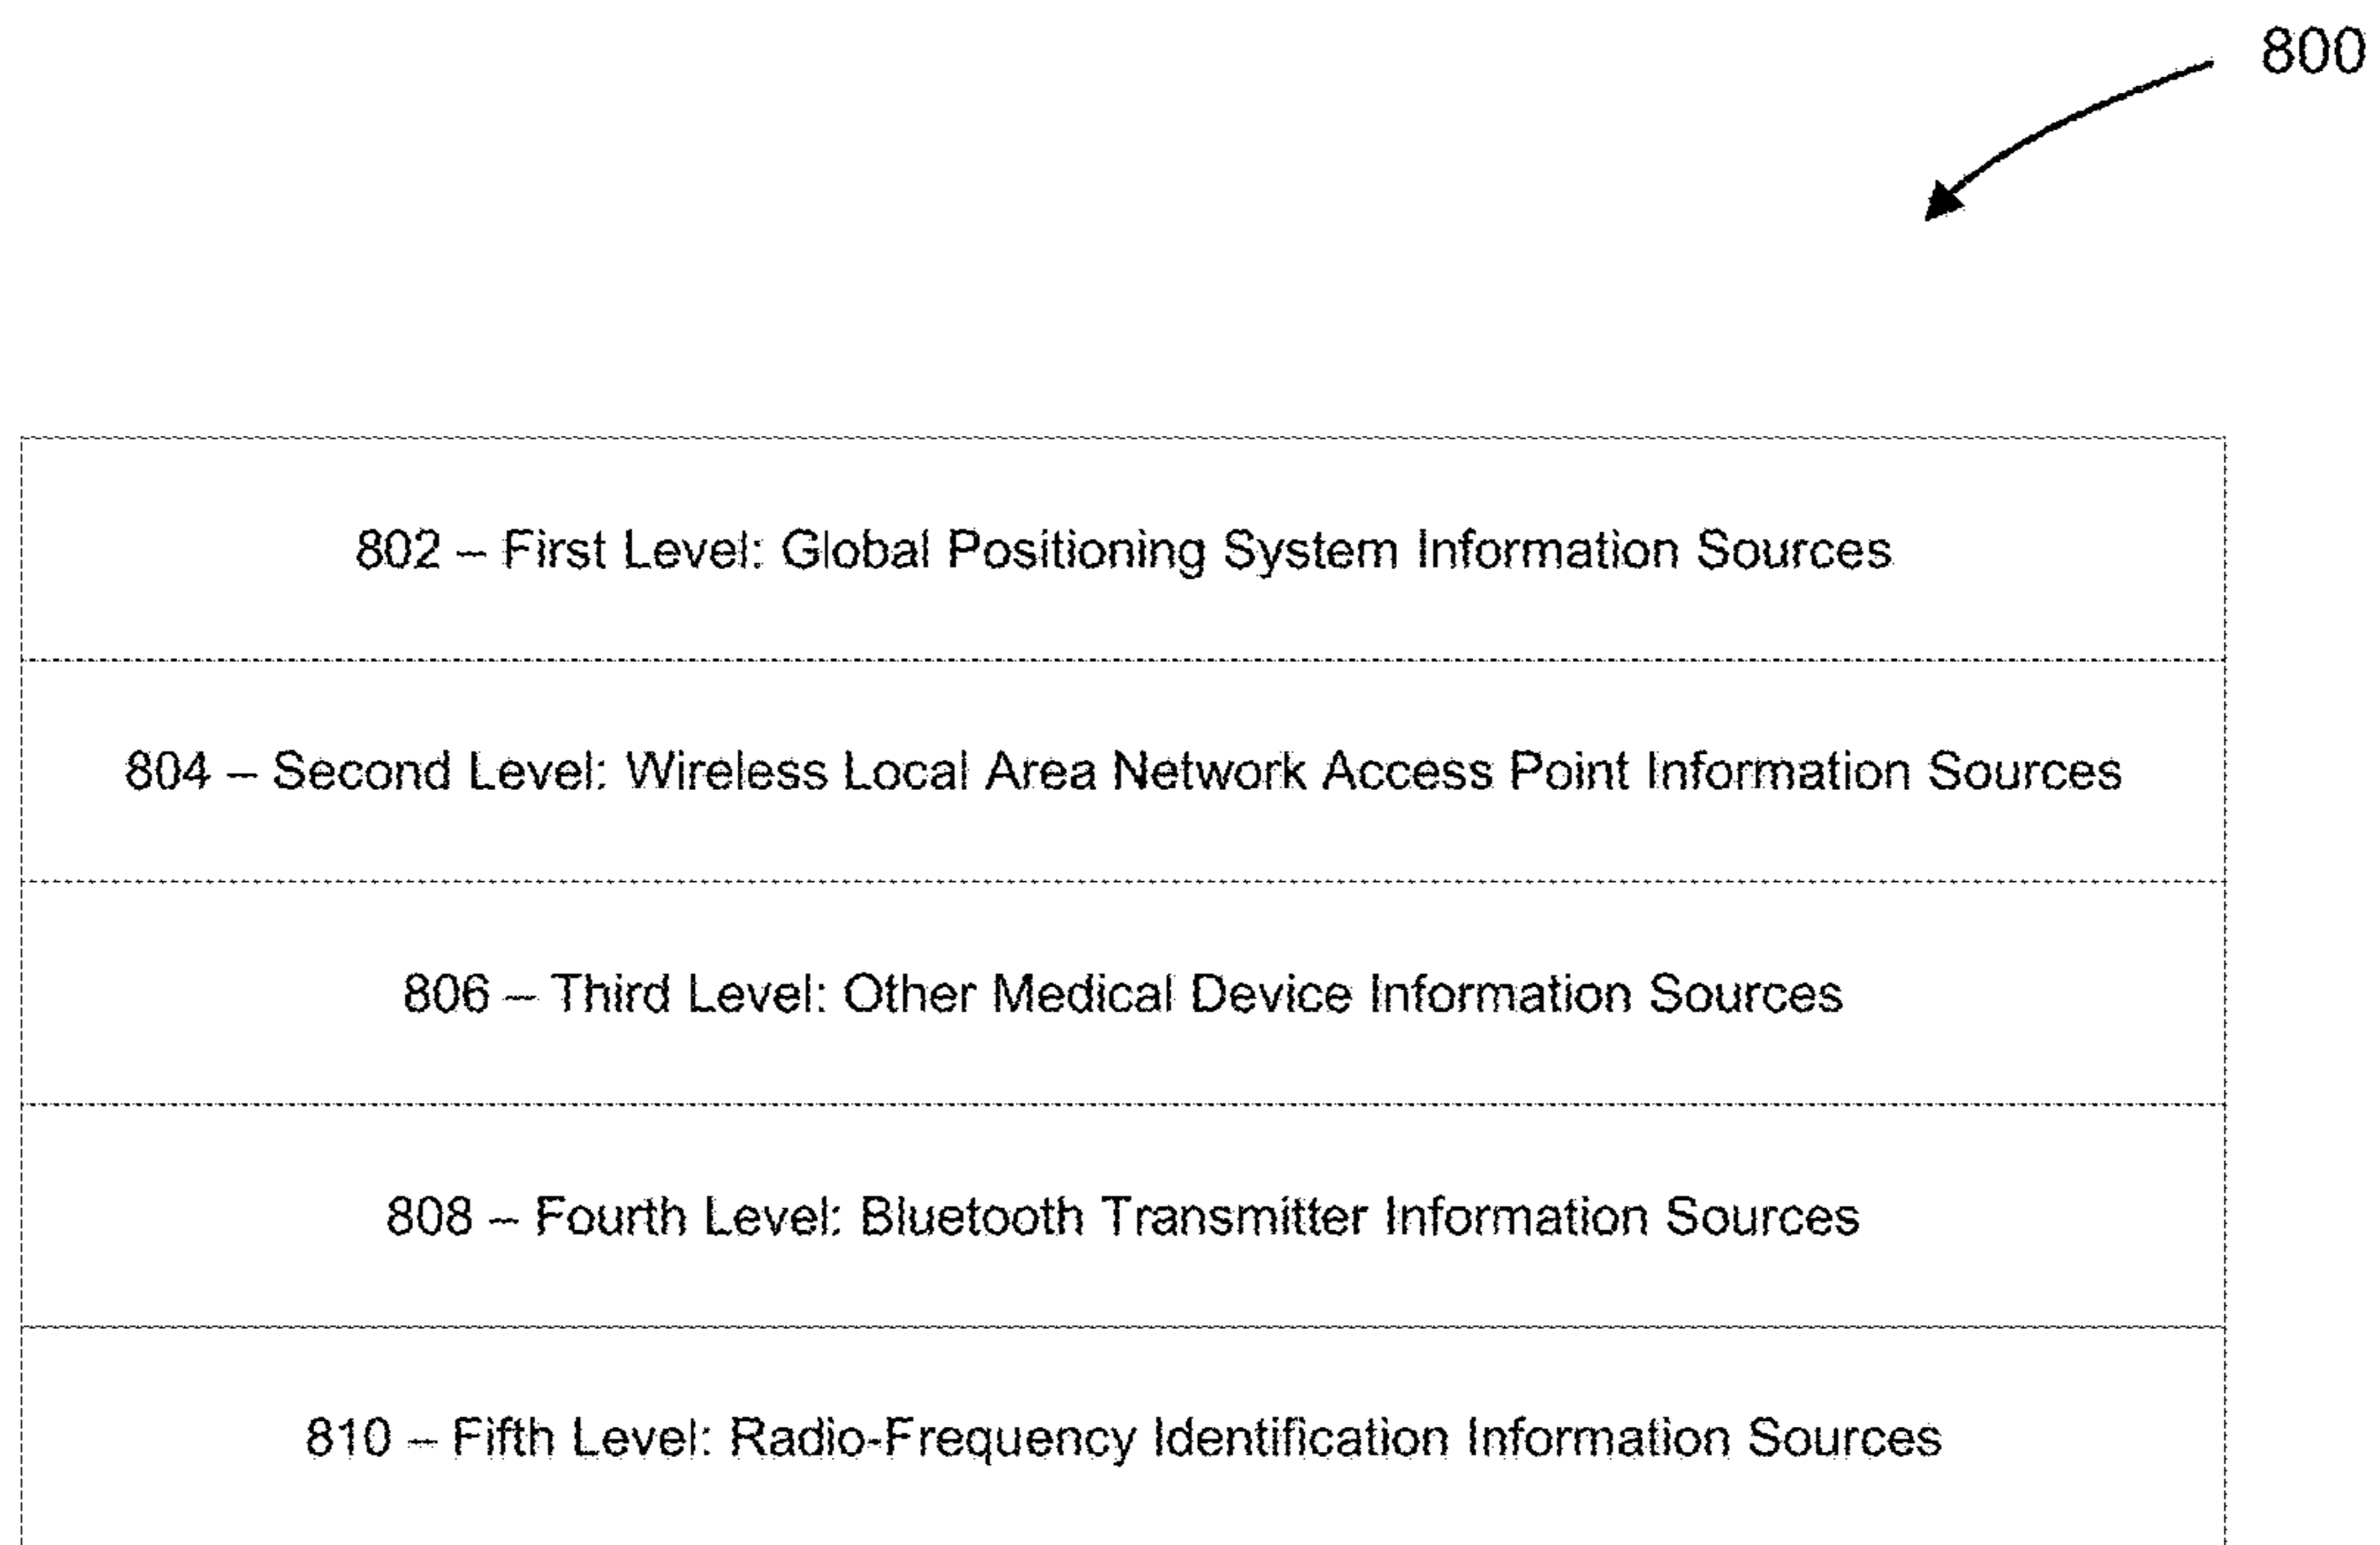 800
802 – First Level: Global Positioning System Information Sources
804 – Second Level: Wireless Local Area Network Access Point Information Sources
806 – Third Level: Other Medical Device Information Sources
808 – Fourth Level: Bluetooth Transmitter Information Sources
810 – Fifth Level: Radio-Frequency Identification Information Sources